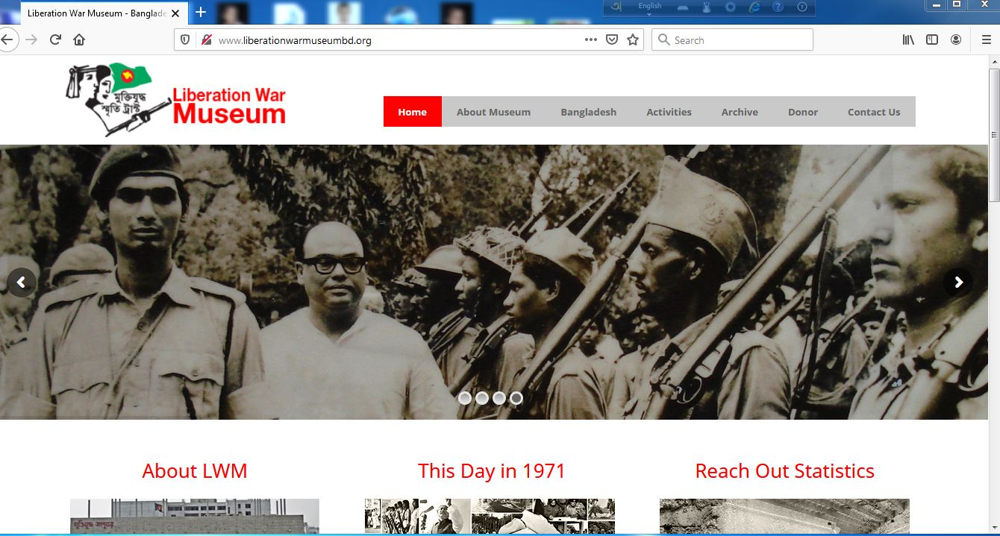 Liberation War Museum - Banglade
English
www.liberationwarmuseumbd.org
Search
মুক্তিযুদ্ধ
স্মৃতি ট্রাস্ট
Liberation War
Museum
Home About Museum Bangladesh Activities Archive Donor Contact Us
About LWM This Day in 1971 Reach Out Statistics
মুক্তিযুদ্ধ জাদুঘর